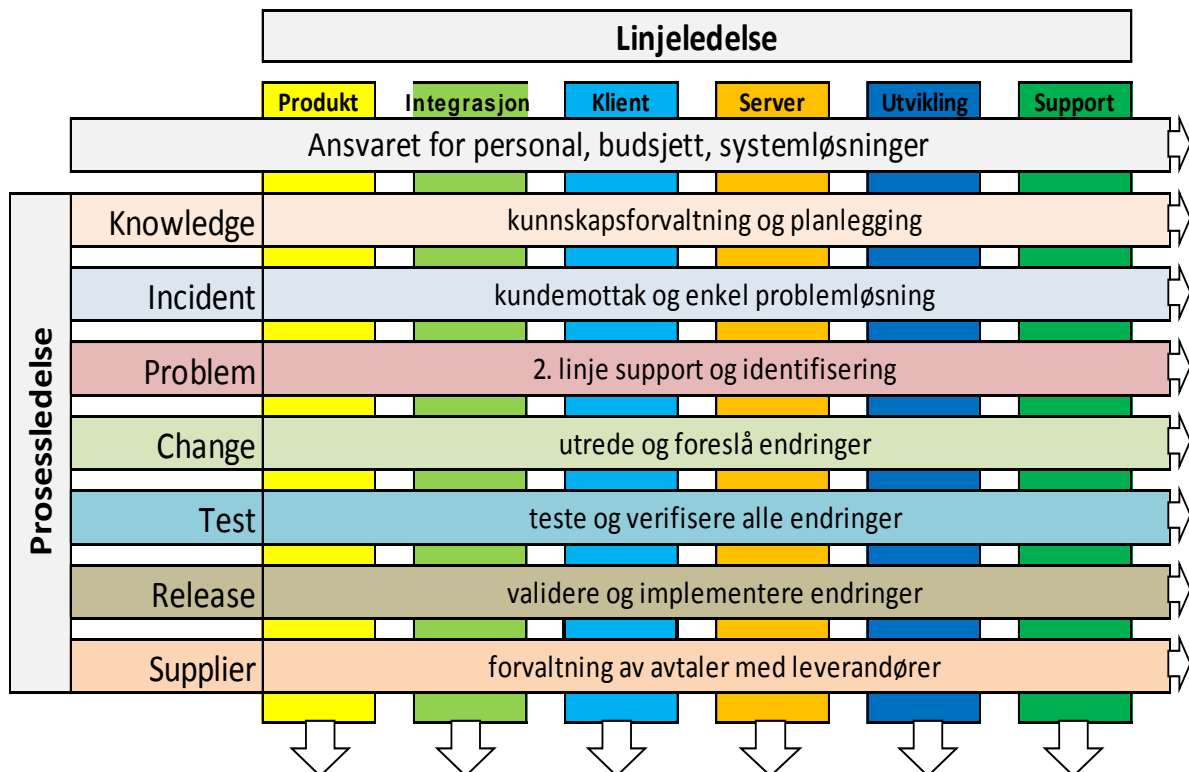 Linjeledelse
Produkt
Integrasjon
Klient
Server
Utvikling
Support
Ansvaret for personal, budsjett, systemløsninger
Prosessledelse
Knowledge
kunnskapsforvaltning og planlegging
Incident
kundemottak og enkel problemløsning
Problem
2. linje support og identifisering
Change
utrede og foreslå endringer
Test
teste og verifisere alle endringer
Release
validere og implementere endringer
Supplier
forvaltning av avtaler med leverandører